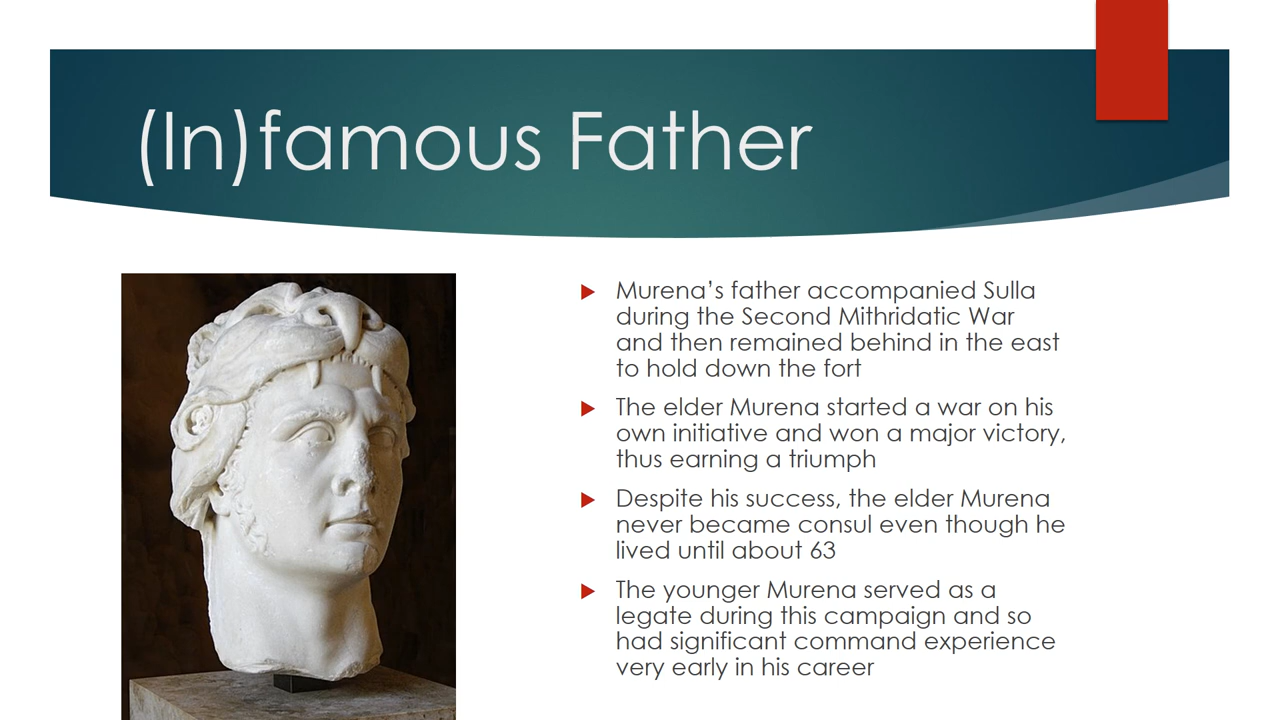 (In)famous Father
Murena’s father accompanied Sulla
during the Second Mithridatic War
and then remained behind in the east
to hold down the fort
The elder Murena started a war on his
own initiative and won a major victory,
thus earning a triumph
Despite his success, the elder Murena
never became consul even though he
lived until about 63
The younger Murena served as a
legate during this campaign and so
had significant command experience
very early in his career